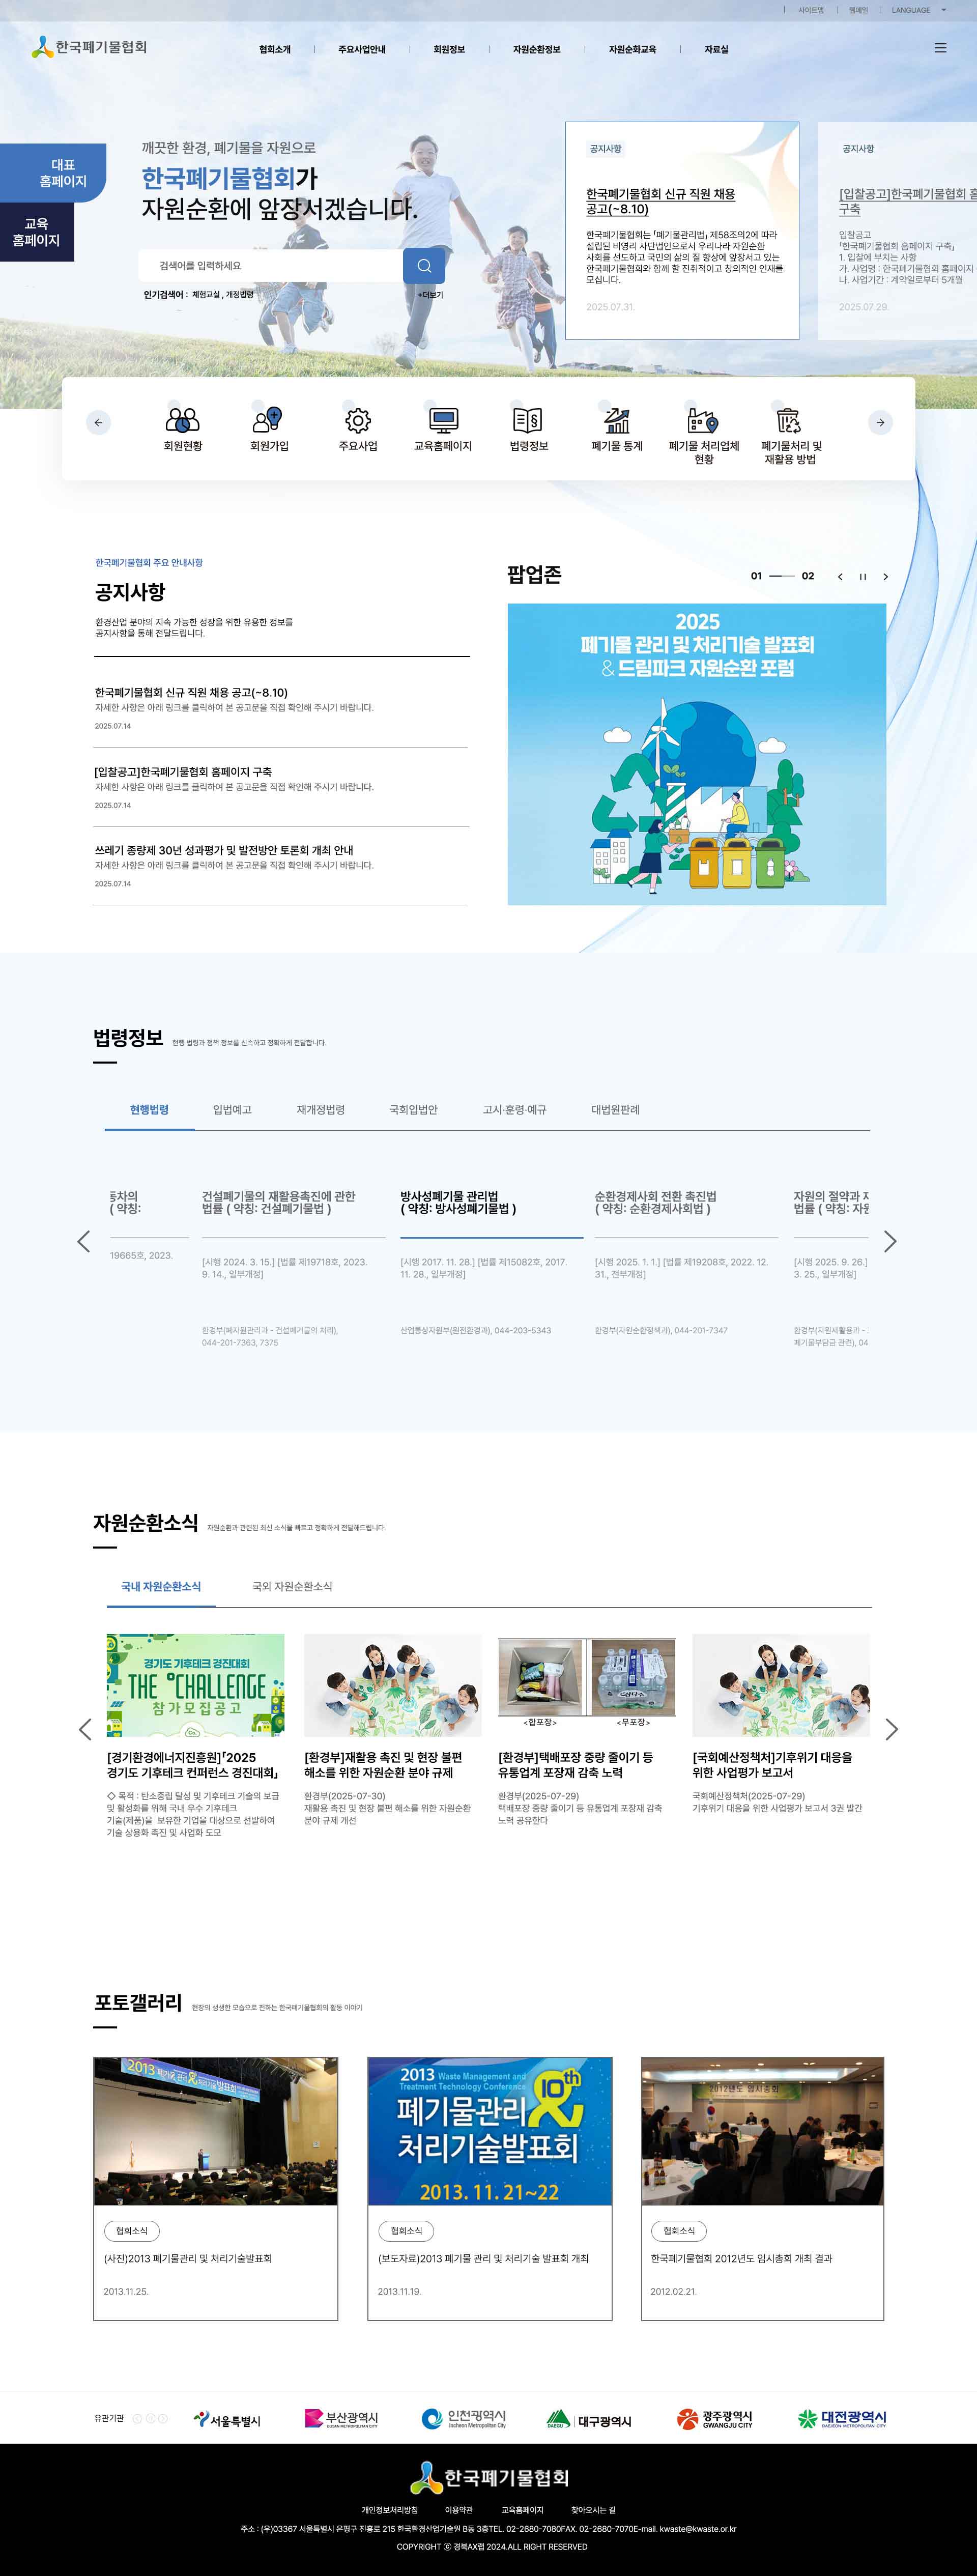 사이트맵
웹메일
LANGUAGE
한국폐기물협회
협회소개
주요사업안내
회원정보
자원순환정보
자원순화교육
자료실
대표
홈페이지
교육
홈페이지
깨끗한 환경, 폐기물을 자원으로
한국폐기물협회가
자원순환에 앞장서겠습니다.
검색어를 입력하세요
인기검색어 : 체험교실 , 개정법령
+더보기
공지사항
한국폐기물협회 신규 직원 채용
공고(~8.10)
한국폐기물협회는 「폐기물관리법」 제58조의2에 따라
설립된 비영리 사단법인으로서 우리나라 자원순환
사회를 선도하고 국민의 삶의 질 향상에 앞장서고 있는
한국폐기물협회와 함께 할 진취적이고 창의적인 인재를
모십니다.
2025.07.31.
공지사항
[입찰공고]한국폐기물협회 홈
구축
입찰공고
「한국폐기물협회 홈페이지 구축」
1. 입찰에 부치는 사항
가. 사업명 : 한국폐기물협회 홈페이지
나. 사업기간 : 계약일로부터 5개월
2025.07.29.
회원현황
회원가입
주요사업
교육홈페이지
법령정보
폐기물 통계
폐기물 처리업체
현황
폐기물처리 및
재활용 방법
한국폐기물협회 주요 안내사항
공지사항
환경산업 분야의 지속 가능한 성장을 위한 유용한 정보를
공지사항을 통해 전달드립니다.
한국폐기물협회 신규 직원 채용 공고(~8.10)
자세한 사항은 아래 링크를 클릭하여 본 공고문을 직접 확인해 주시기 바랍니다.
2025.07.14
[입찰공고]한국폐기물협회 홈페이지 구축
자세한 사항은 아래 링크를 클릭하여 본 공고문을 직접 확인해 주시기 바랍니다.
2025.07.14
쓰레기 종량제 30년 성과평가 및 발전방안 토론회 개최 안내
자세한 사항은 아래 링크를 클릭하여 본 공고문을 직접 확인해 주시기 바랍니다.
2025.07.14
팝업존
01
02
2025
폐기물 관리 및 처리기술 발표회
& 드림파크 자원순환 포럼
법령정보
현행 법령과 정책 정보를 신속하고 정확하게 전달합니다.
현행법령
입법예고
재개정법령
국회입법안
고시·훈령·예규
대법원판례
동차의
( 약칭:
19665호, 2023.
건설폐기물의 재활용촉진에 관한
법률 ( 약칭: 건설폐기물법 )
[시행 2024. 3. 15.] [법률 제19718호, 2023.
9. 14., 일부개정]
환경부(폐자원관리과 - 건설폐기물의 처리),
044-201-7363, 7375
방사성폐기물 관리법
( 약칭: 방사성폐기물법 )
[시행 2017. 11. 28.] [법률 제15082호, 2017.
11. 28., 일부개정]
산업통상자원부(원전환경과), 044-203-5343
순환경제사회 전환 촉진법
( 약칭: 순환경제사회법 )
[시행 2025. 1. 1.] [법률 제19208호, 2022. 12.
31., 전부개정]
환경부(자원순환정책과), 044-201-7347
자원의 절약과 재
법률 ( 약칭: 자원
[시행 2025. 9. 26.]
3. 25., 일부개정]
환경부(자원재활용과 -
폐기물부담금 관련), 04
자원순환소식
자원순환과 관련된 최신 소식을 빠르고 정확하게 전달해드립니다.
국내 자원순환소식
국외 자원순환소식
경기도 기후테크 경진대회
THE CHALLENGE
참가모집공고
<합포장>
<무포장>
[경기환경에너지진흥원]「2025
경기도 기후테크 컨퍼런스 경진대회」
◇ 목적 : 탄소중립 달성 및 기후테크 기술의 보급
및 활성화를 위해 국내 우수 기후테크
기술(제품)을 보유한 기업을 대상으로 선발하여
기술 상용화 촉진 및 사업화 도모
[환경부]재활용 촉진 및 현장 불편
해소를 위한 자원순환 분야 규제
환경부(2025-07-30)
재활용 촉진 및 현장 불편 해소를 위한 자원순환
분야 규제 개선
[환경부]택배포장 중량 줄이기 등
유통업계 포장재 감축 노력
환경부(2025-07-29)
택배포장 중량 줄이기 등 유통업계 포장재 감축
노력 공유한다
[국회예산정책처]기후위기 대응을
위한 사업평가 보고서
국회예산정책처(2025-07-29)
기후위기 대응을 위한 사업평가 보고서 3권 발간
포토갤러리
현장의 생생한 모습으로 전하는 한국폐기물협회의 활동 이야기
2013 폐기물 관리 처리기술발표회
협회소식
(사진)2013 폐기물관리 및 처리기술발표회
2013.11.25.
2013 Waste Management and
Treatment Technology Conference
10th
폐기물관리
처리기술발표회
2013. 11. 21~22
협회소식
(보도자료)2013 폐기물 관리 및 처리기술 발표회 개최
2013.11.19.
2012년도 임시총회
협회소식
한국폐기물협회 2012년도 임시총회 개최 결과
2012.02.21.
유관기관
서울특별시
부산광역시
BUSAN METROPOLITAN CITY
인천광역시
Incheon Metropolitan City
DAEGU
대구광역시
광주광역시
GWANGJU CITY
대전광역시
DAEJEON METROPOLITAN CITY
한국폐기물협회
개인정보처리방침
이용약관
교육홈페이지
찾아오시는 길
주소 : (우)03367 서울특별시 은평구 진흥로 215 한국환경산업기술원 B동 3층TEL. 02-2680-7080FAX. 02-2680-7070E-mail. kwaste@kwaste.or.kr
COPYRIGHT ⓒ 경북AX랩 2024.ALL RIGHT RESERVED